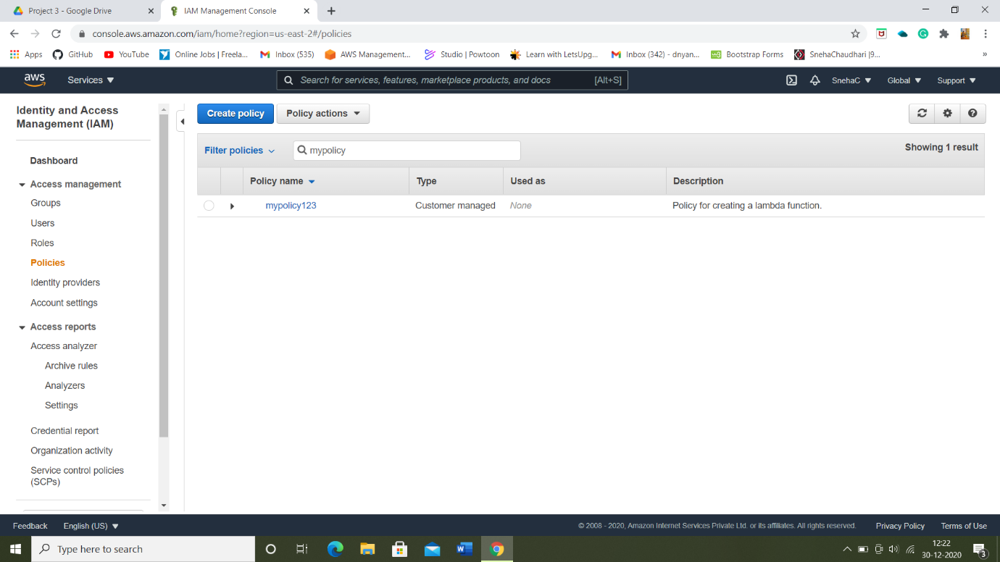 Project 3 - Google Drive
IAM Management Console
console.aws.amazon.com/iam/home?region=us-east-2#/policies
Apps GitHub YouTube Online Jobs | Freela... Inbox (535) AWS Management... Studio | Powtoon Learn with LetsUpg... Inbox (342) - dnyan... Bootstrap Forms SnehaChaudhari |9... »
aws Services Search for services, features, marketplace products, and docs [Alt+S] SnehaC Global Support
Identity and Access
Management (IAM)
Dashboard
Access management
Groups
Users
Roles
Policies
Identity providers
Account settings
Access reports
Access analyzer
Archive rules
Analyzers
Settings
Credential report
Organization activity
Service control policies
(SCPs)
Create policy Policy actions
Filter policies mypolicy Showing 1 result
Policy name Type Used as Description
mypolicy123 Customer managed None Policy for creating a lambda function.
Feedback English (US) © 2008 - 2020, Amazon Internet Services Private Ltd. or its affiliates. All rights reserved. Privacy Policy Terms of Use
Type here to search
12:22
30-12-2020
3